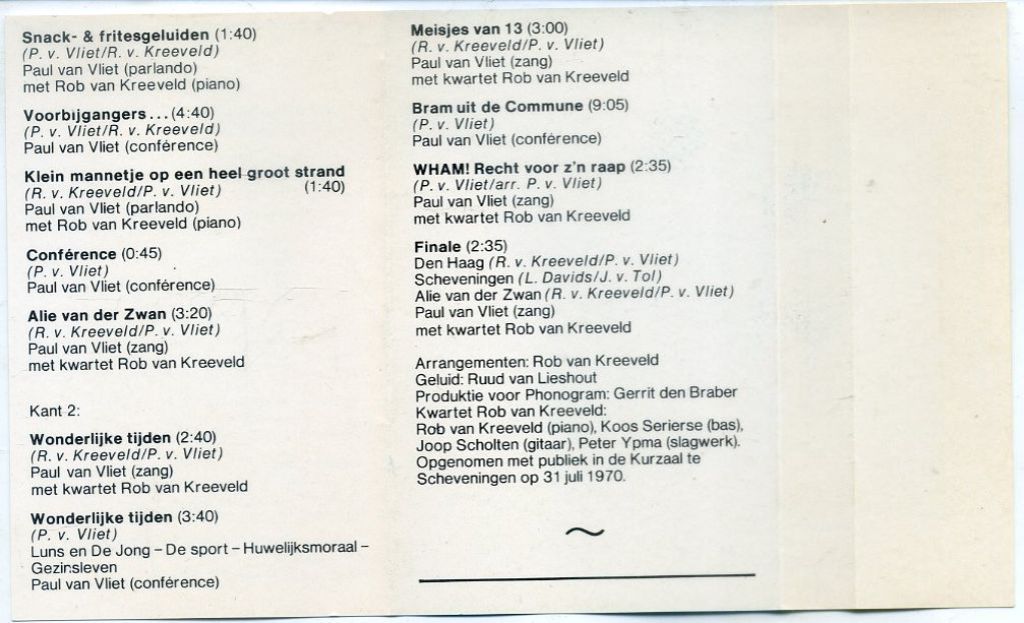 Snack- & fritesgeluiden (1:40)
(P. v. Vliet/R. v. Kreeveld)
Paul van Vliet (parlando)
met Rob van Kreeveld (piano)
Voorbijgangers... (4:40)
(P. v. Vliet/R. v. Kreeveld)
Paul van Vliet (conférence)
Klein mannetje op een heel groot strand
(R. v. Kreeveld/P. v. Vliet) (1:40)
Paul van Vliet (parlando)
met Rob van Kreeveld (piano)
Conférence (0:45)
(P. v. Vliet)
Paul van Vliet (conférence)
Alie van der Zwan (3:20)
(R. v. Kreeveld/P. v. Vliet)
Paul van Vliet (zang)
met kwartet Rob van Kreeveld
Kant 2:
Wonderlijke tijden (2:40)
(R. v. Kreeveld/P. v. Vliet)
Paul van Vliet (zang)
met kwartet Rob van Kreeveld
Wonderlijke tijden (3:40)
(P. v. Vliet)
Luns en De Jong – De sport – Huwelijksmoraal –
Gezinsleven
Paul van Vliet (conférence)
Meisjes van 13 (3:00)
(R. v. Kreeveld/P. v. Vliet)
Paul van Vliet (zang)
met kwartet Rob van Kreeveld
Bram uit de Commune (9:05)
(P. v. Vliet)
Paul van Vliet (conférence)
WHAM! Recht voor z'n raap (2:35)
(P. v. Vliet/arr. P. v. Vliet)
Paul van Vliet (zang)
met kwartet Rob van Kreeveld
Finale (2:35)
Den Haag (R. v. Kreeveld/P. v. Vliet)
Scheveningen (L. Davids/J. v. Tol)
Alie van der Zwan (R. v. Kreeveld/P. v. Vliet)
Paul van Vliet (zang)
met kwartet Rob van Kreeveld
Arrangementen: Rob van Kreeveld
Geluid: Ruud van Lieshout
Produktie voor Phonogram: Gerrit den Braber
Kwartet Rob van Kreeveld:
Rob van Kreeveld (piano), Koos Serierse (bas),
Joop Scholten (gitaar), Peter Ypma (slagwerk).
Opgenomen met publiek in de Kurzaal te
Scheveningen op 31 juli 1970.